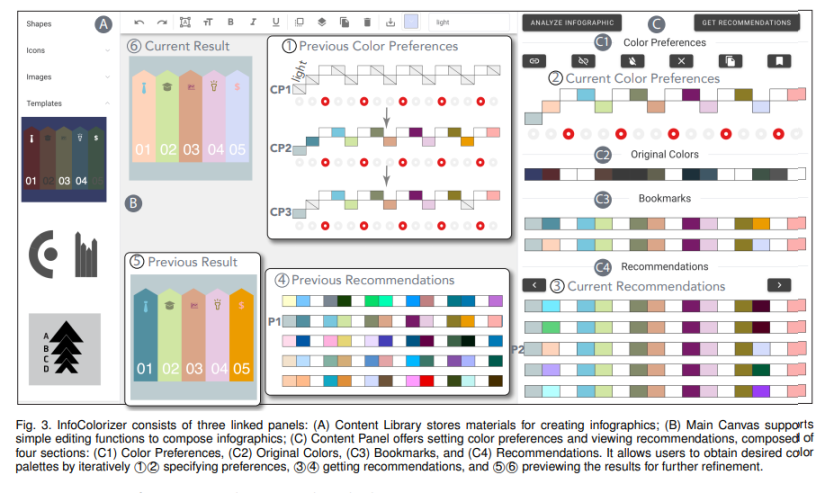 Shapes
A
Icons
Images
Templates
light
01 02 03 04
A
B
C
D
⑥ Current Result
01 02 03 04 05
B
⑤ Previous Result
01 02 03 04 05
① Previous Color Preferences
light
CP1
CP2
CP3
④ Previous Recommendations
P1
ANALYZE INFOGRAPHIC
C
GET RECOMMENDATIONS
C1 Color Preferences
② Current Color Preferences
C2 Original Colors
C3 Bookmarks
C4 Recommendations
③ Current Recommendations
P2
Fig. 3. InfoColorizer consists of three linked panels: (A) Content Library stores materials for creating infographics; (B) Main Canvas supports
simple editing functions to compose infographics; (C) Content Panel offers setting color preferences and viewing recommendations, composed of
four sections: (C1) Color Preferences, (C2) Original Colors, (C3) Bookmarks, and (C4) Recommendations. It allows users to obtain desired color
palettes by iteratively ①② specifying preferences, ③④ getting recommendations, and ⑤⑥ previewing the results for further refinement.